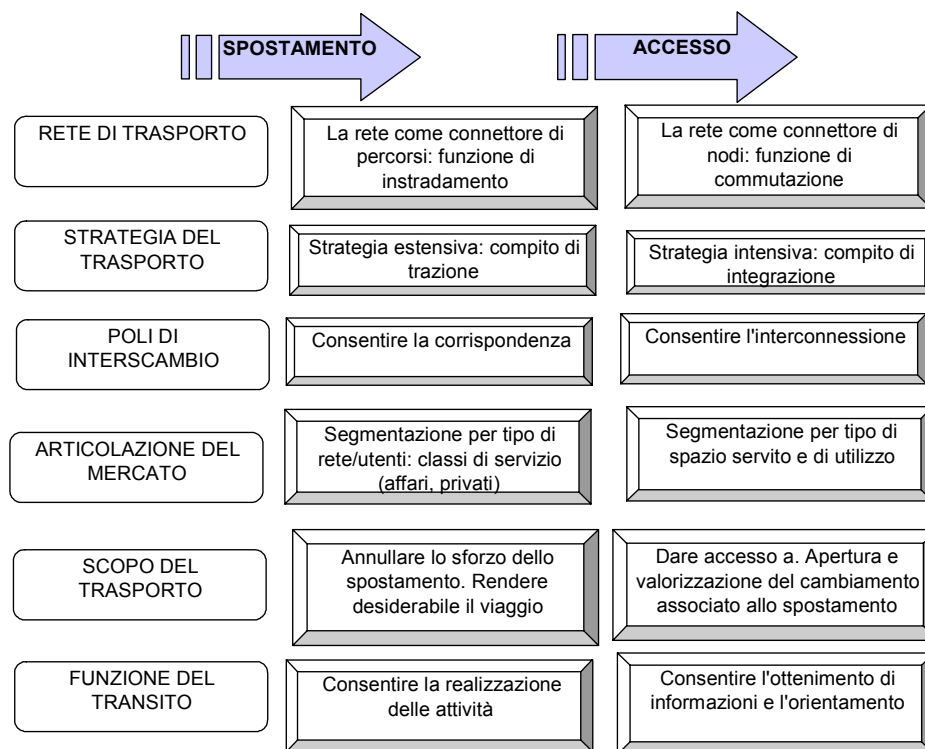 SPOSTAMENTO
ACCESSO
RETE DI TRASPORTO
La rete come connettore di
percorsi: funzione di
instradamento
La rete come connettore di
nodi: funzione di
commutazione
STRATEGIA DEL
TRASPORTO
Strategia estensiva: compito di
trazione
Strategia intensiva: compito di
integrazione
POLI DI
INTERSCAMBIO
Consentire la corrispondenza
Consentire l'interconnessione
ARTICOLAZIONE DEL
MERCATO
Segmentazione per tipo di
rete/utenti: classi di servizio
(affari, privati)
Segmentazione per tipo di
spazio servito e di utilizzo
SCOPO DEL
TRASPORTO
Annullare lo sforzo dello
spostamento. Rendere
desiderabile il viaggio
Dare accesso a. Apertura e
valorizzazione del cambiamento
associato allo spostamento
FUNZIONE DEL
TRANSITO
Consentire la realizzazione
delle attività
Consentire l'ottenimento di
informazioni e l'orientamento